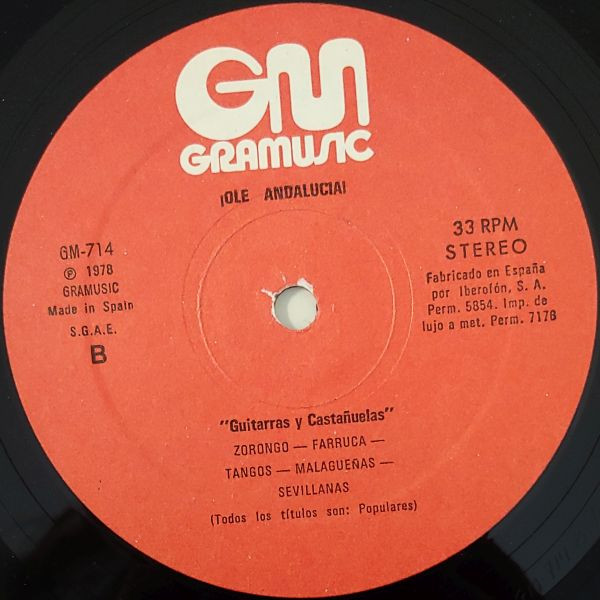 GM
GRAMUSIC
¡OLE ANDALUCIA!
GM-714
℗ 1978
GRAMUSIC
Made in Spain
S.G.A.E.
B
33 RPM
STEREO
Fabricado en España
por Iberofón, S. A.
Perm. 5854. Imp. de
lujo a met. Perm. 7176
"Guitarras y Castañuelas"
ZORONGO — FARRUCA —
TANGOS — MALAGUEÑAS —
SEVILLANAS
(Todos los títulos son: Populares)